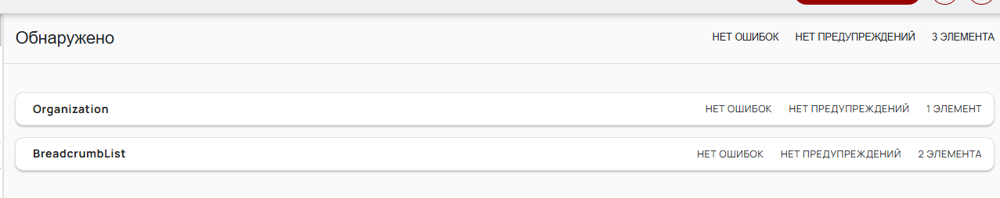 Обнаружено НЕТ ОШИБОК НЕТ ПРЕДУПРЕЖДЕНИЙ 3 ЭЛЕМЕНТА
Organization НЕТ ОШИБОК НЕТ ПРЕДУПРЕЖДЕНИЙ 1 ЭЛЕМЕНТ
BreadcrumbList НЕТ ОШИБОК НЕТ ПРЕДУПРЕЖДЕНИЙ 2 ЭЛЕМЕНТА